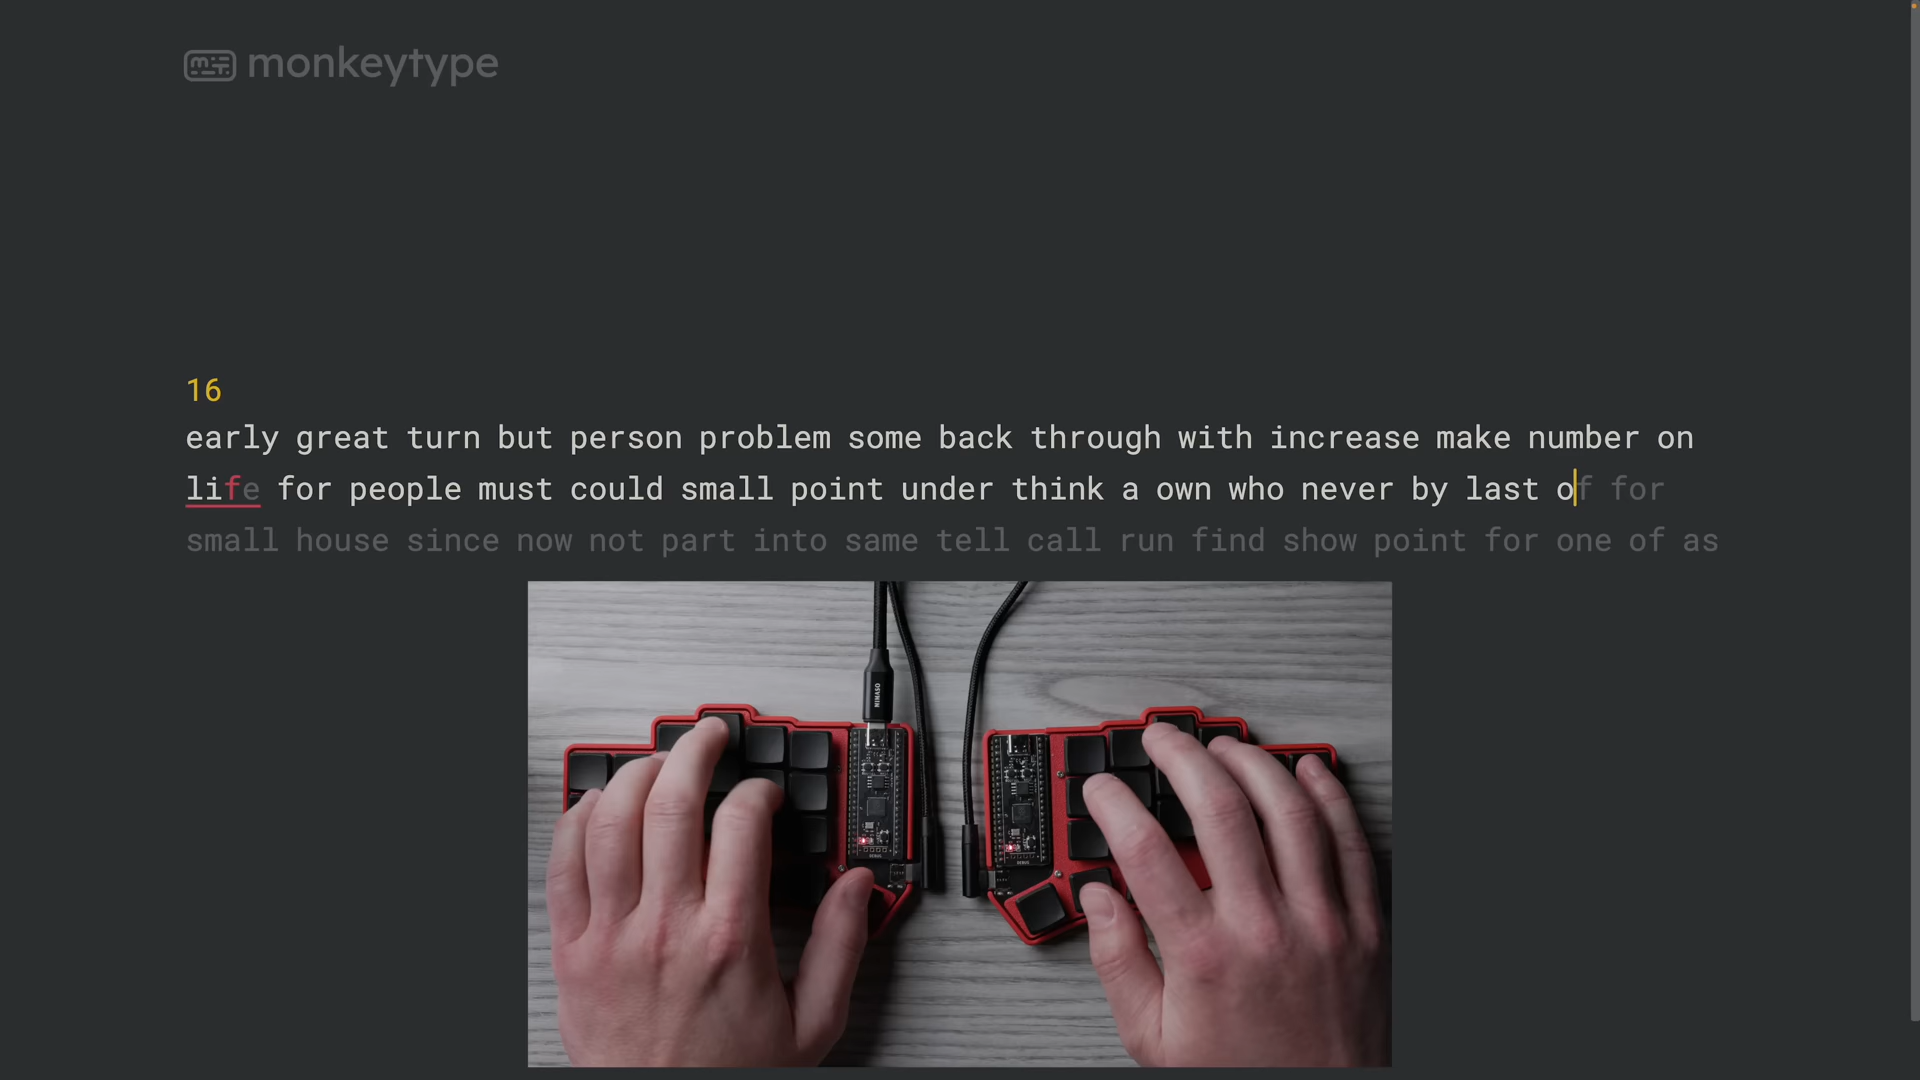 monkeytype
16
early great turn but person problem some back through with increase make number on
life for people must could small point under think a own who never by last of for
small house since now not part into same tell call run find show point for one of as
NIMASO